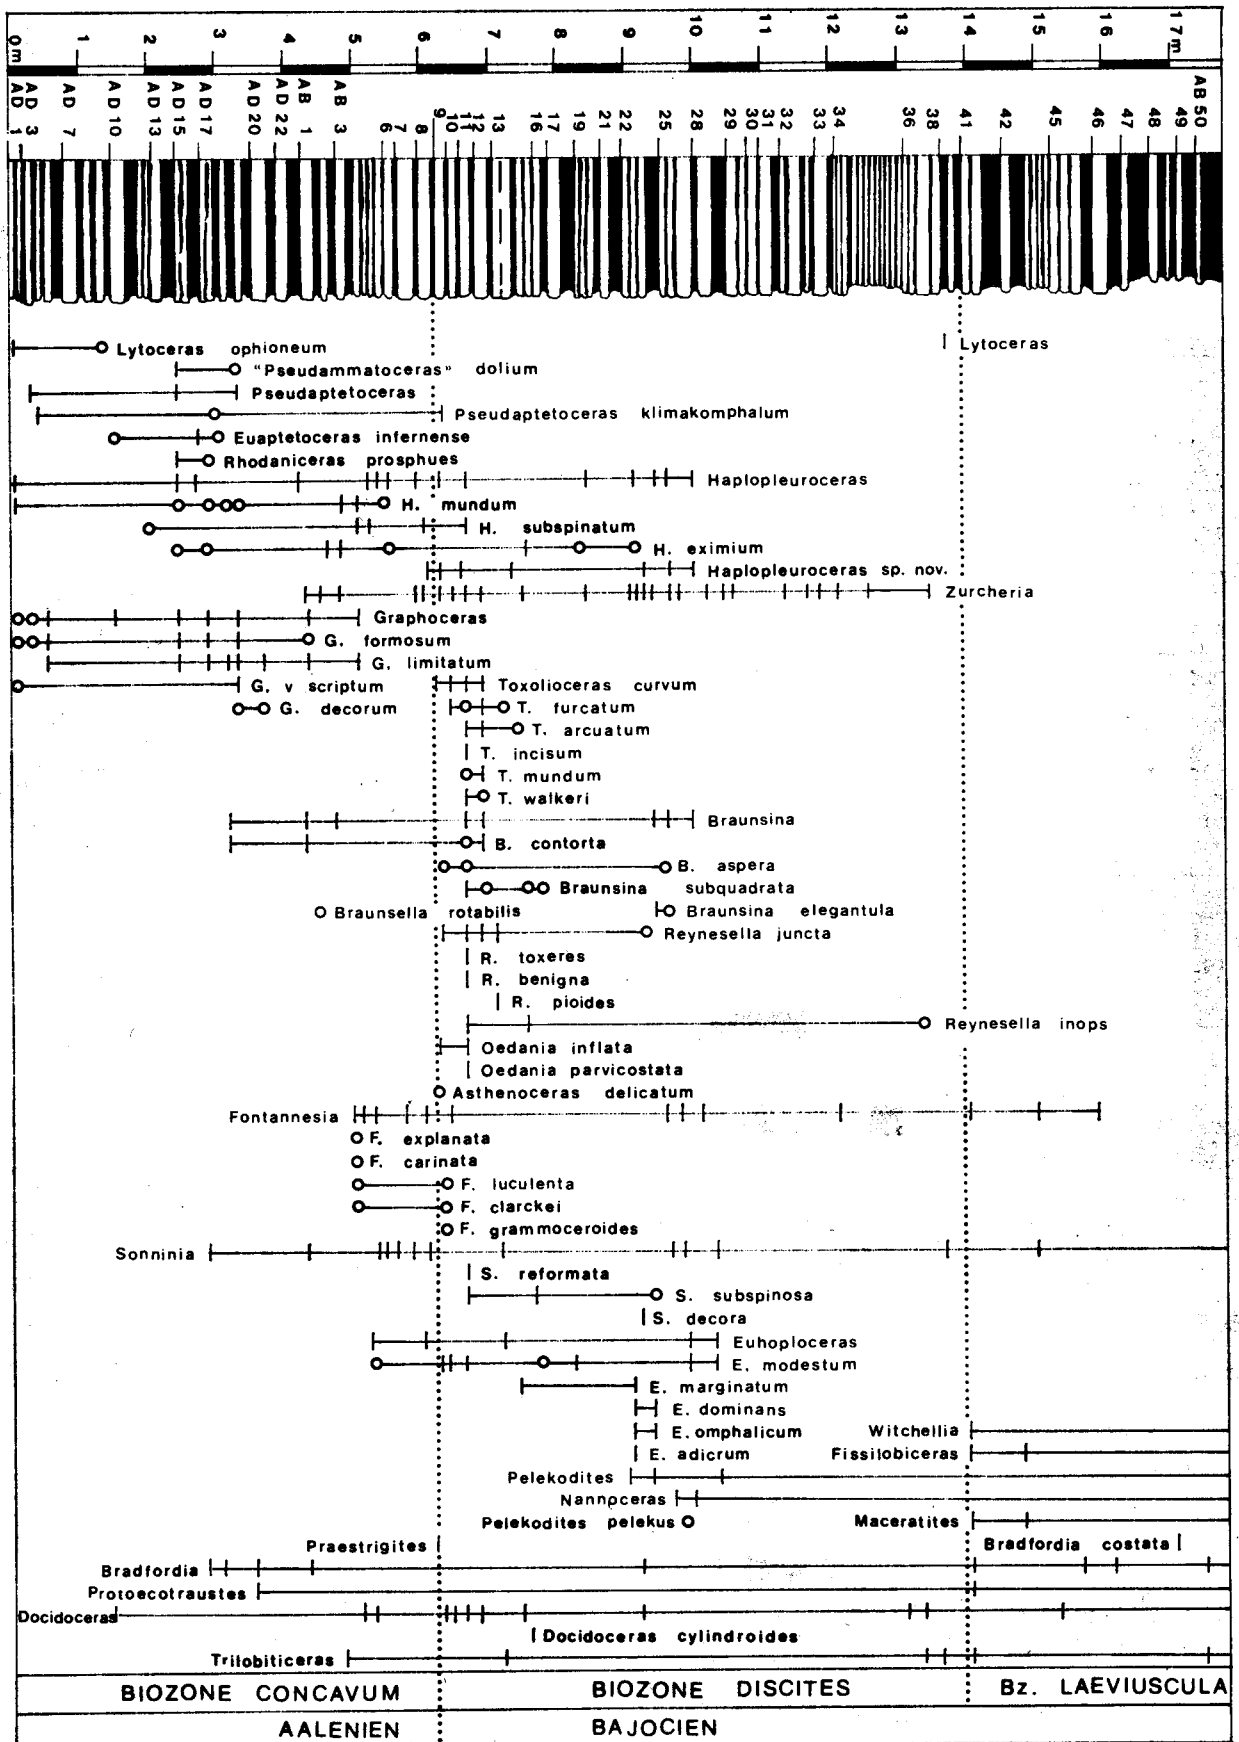 0m 1 2 3 4 5 6 7 8 9 10 11 12 13 14 15 16 17m
AD 1 AD 3 AD 7 AD 10 AD 13 AD 15 AD 17 AD 20 AD 22 AB 1 AB 3 6 7 8 9 10 11 12 13 16 17 19 21 22 25 28 29 30 31 32 33 34 36 38 41 42 45 46 47 48 49 AB 50
Lytoceras ophioneum Lytoceras
"Pseudammatoceras" dolium
Pseudaptetoceras
Pseudaptetoceras klimakomphalum
Euaptetoceras infernense
Rhodaniceras prosphues
Haplopleuroceras
H. mundum
H. subspinatum
H. eximium
Haplopleuroceras sp. nov.
Zurcheria
Graphoceras
G. formosum
G. limitatum
G. v scriptum Toxolioceras curvum
G. decorum T. furcatum
T. arcuatum
T. incisum
T. mundum
T. walkeri
Braunsina
B. contorta
B. aspera
Braunsina subquadrata
Braunsella rotabilis Braunsina elegantula
Reynesella juncta
R. toxeres
R. benigna
R. pioides
Reynesella inops
Oedania inflata
Oedania parvicostata
Asthenoceras delicatum
Fontannesia
F. explanata
F. carinata
F. luculenta
F. clarckei
F. grammoceroides
Sonninia
S. reformata
S. subspinosa
S. decora
Euhoploceras
E. modestum
E. marginatum
E. dominans
E. omphalicum Witchellia
E. adicrum Fissilobiceras
Pelekodites
Nannoceras
Pelekodites pelekus Maceratites
Praestrigites Bradfordia costata
Bradfordia
Protoecotraustes
Docidoceras
Docidoceras cylindroides
Trilobiticeras
BIOZONE CONCAVUM BIOZONE DISCITES Bz. LAEVIUSCULA
AALENIEN BAJOCIEN